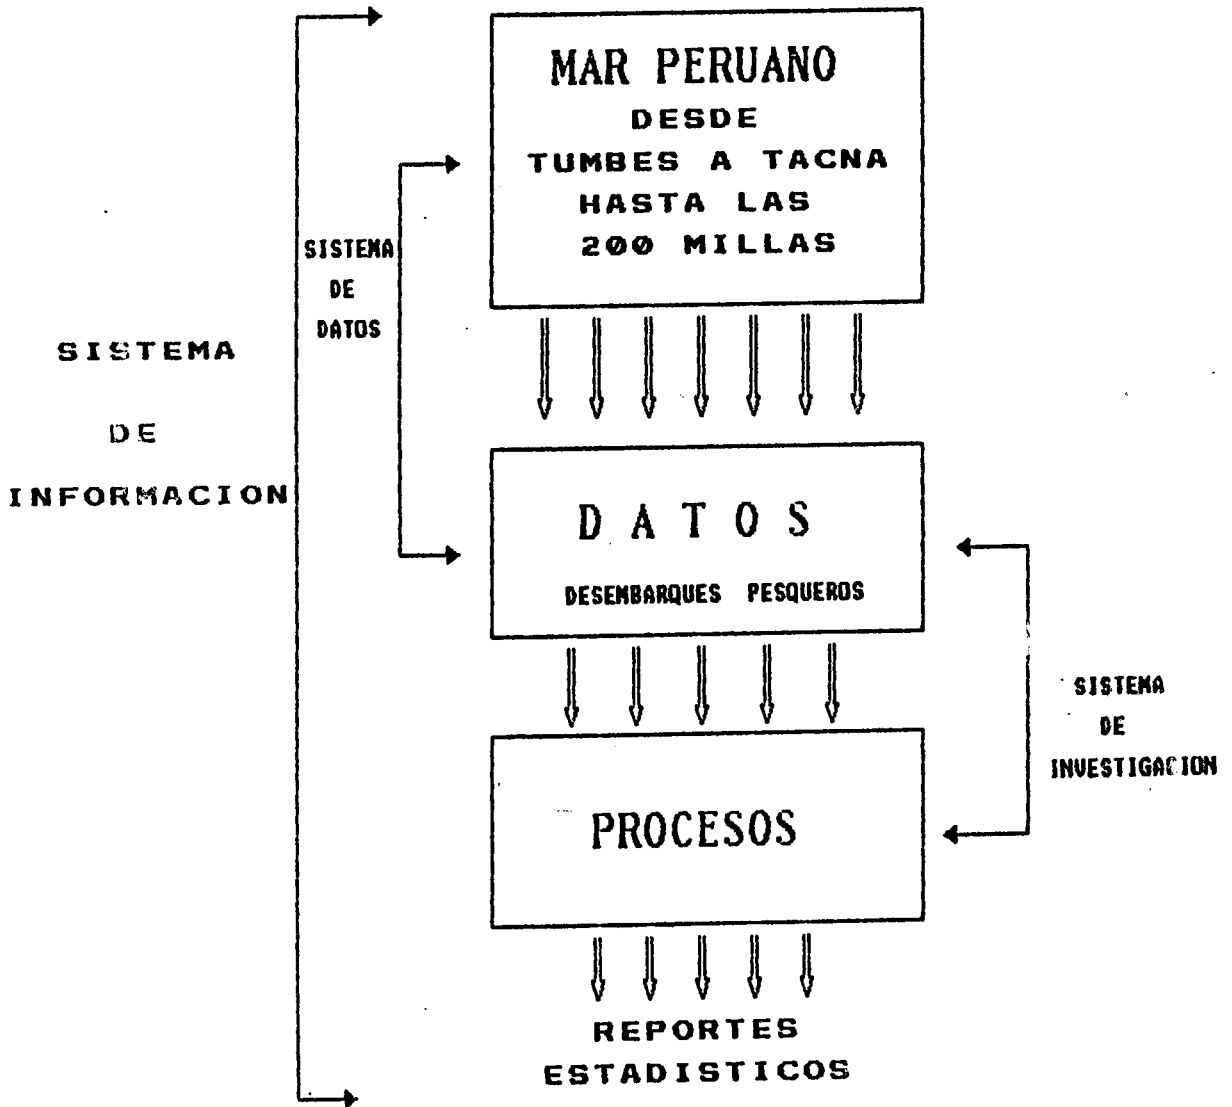 MAR PERUANO
DESDE
TUMBES A TACNA
HASTA LAS
200 MILLAS
SISTEMA
DE
DATOS
SISTEMA
DE
INFORMACION
D A T O S
DESEMBARQUES PESQUEROS
SISTEMA
DE
INVESTIGACION
PROCESOS
REPORTES
ESTADISTICOS